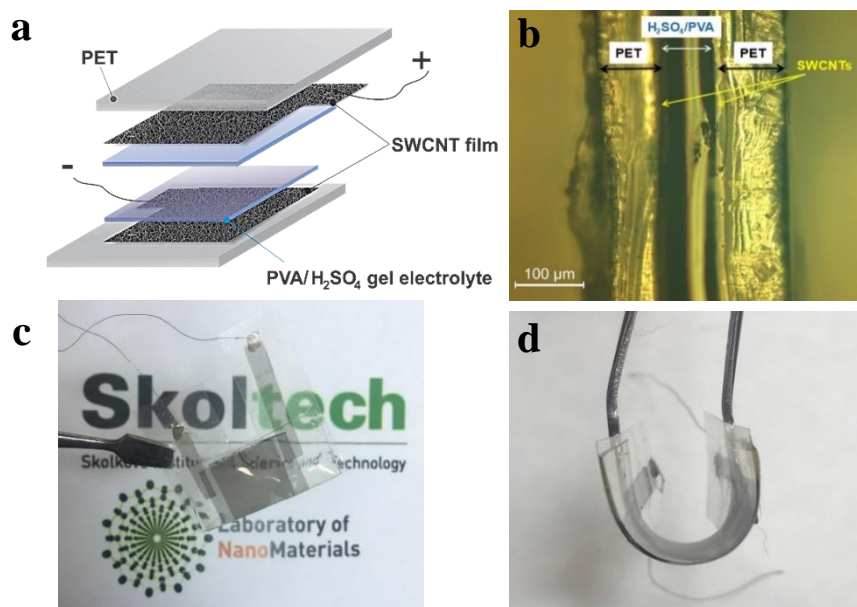 a
PET
+
SWCNT film
-
PVA/H₂SO₄ gel electrolyte
b
H₂SO₄/PVA
PET
PET
SWCNTs
100 µm
c
Skoltech
Skolkovo Institute of Science and Technology
Laboratory of
NanoMaterials
d